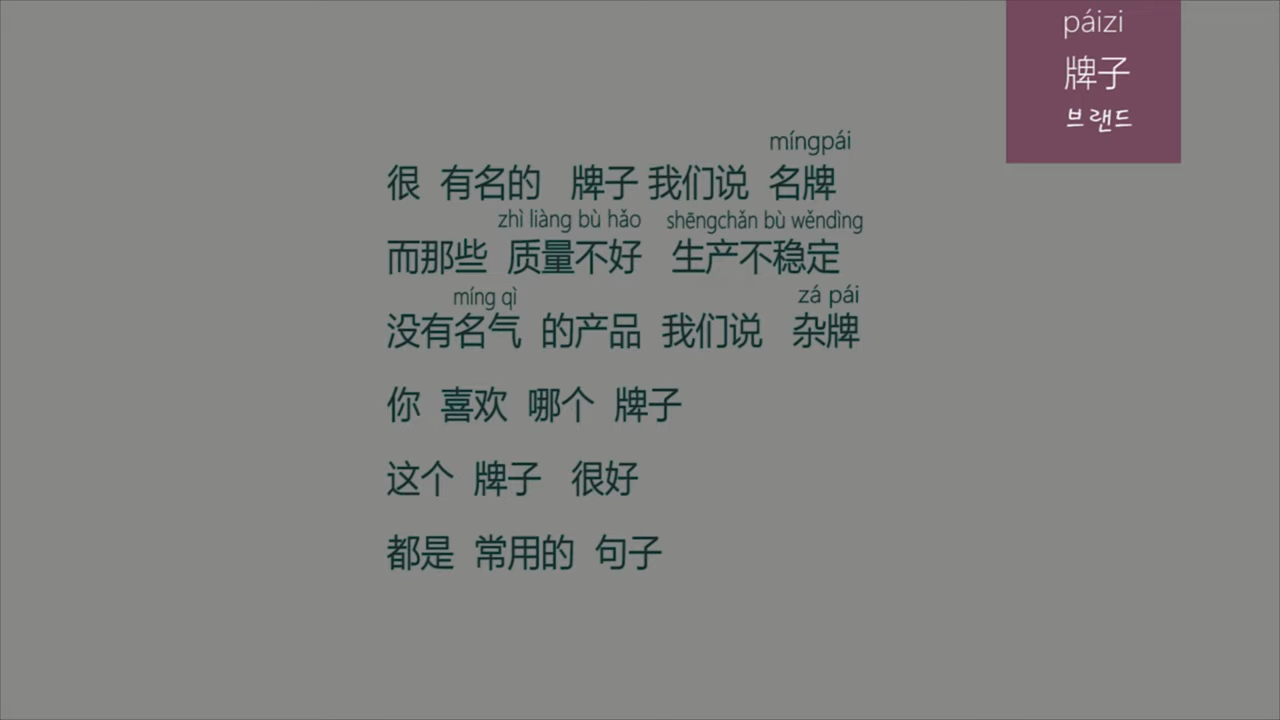 páizi
牌子
브랜드
míngpái
很 有名的 牌子 我们说 名牌
zhì liàng bù hǎo shēngchǎn bù wěndìng
而那些 质量不好 生产不稳定
míng qì zá pái
没有名气 的产品 我们说 杂牌
你 喜欢 哪个 牌子
这个 牌子 很好
都是 常用的 句子